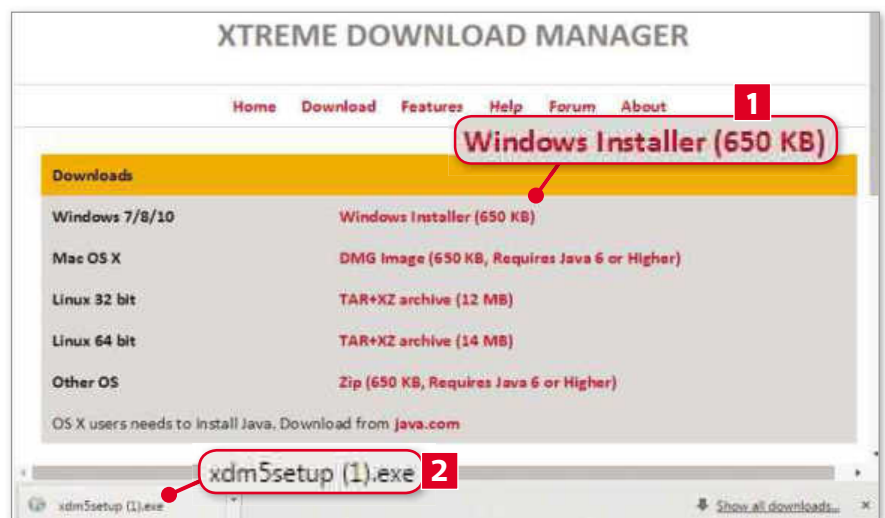 XTREME DOWNLOAD MANAGER
Home Download Features Help Forum About
1
Windows Installer (650 KB)
Downloads
Windows 7/8/10 Windows Installer (650 KB)
Mac OS X DMG Image (650 KB, Requires Java 6 or Higher)
Linux 32 bit TAR+XZ archive (12 MB)
Linux 64 bit TAR+XZ archive (14 MB)
Other OS Zip (650 KB, Requires Java 6 or Higher)
OS X users needs to install Java. Download from java.com
xdm5setup (1).exe 2
xdm5setup (1).exe Show all downloads...